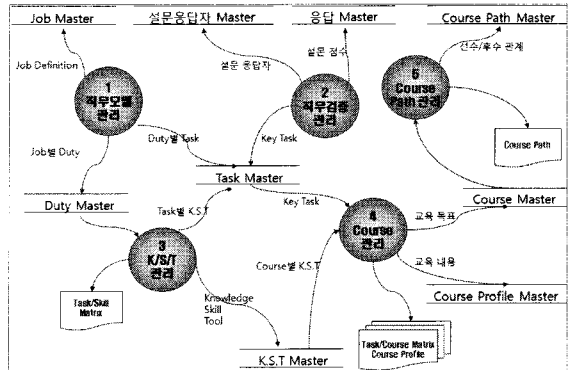 Job Master
설문응답자 Master
응답 Master
Course Path Master
Job Definition
설문 응답자
설문 점수
선수/후수 관계
1
직무모델
관리
2
직무검증
관리
5
Course
Path 관리
Job별 Duty
Duty별 Task
Key Task
Course Path
Task Master
Duty Master
Task별 K.S.T
Key Task
Course Master
3
K/S/T
관리
4
Course
관리
교육 목표
Course별 K.S.T
교육 내용
Task/Skill
Matrix
Knowledge
Skill
Tool
Course Profile Master
Task/Course Matrix
Course Profile
K.S.T Master